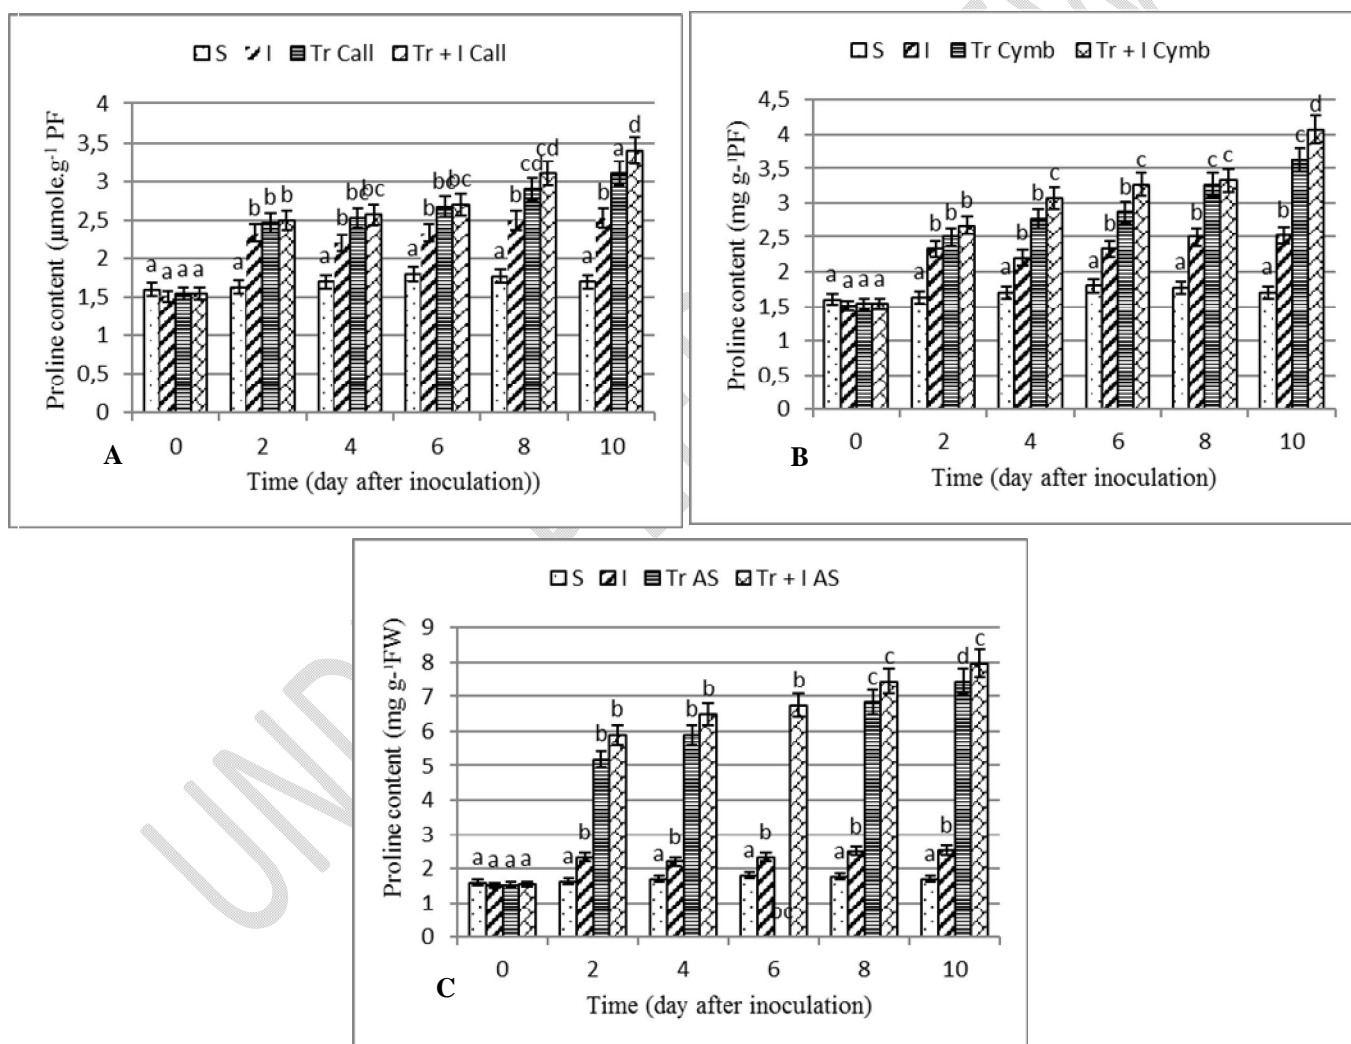 S I Tr Call Tr + I Call
Proline content (µmole.g-1 PF
4
3,5
3
2,5
2
1,5
1
0,5
0
a a a a a b b b a b bc bc a b bc bc a b cd cd a b a d
0 2 4 6 8 10
A
Time (day after inoculation))
S I Tr Cymb Tr + I Cymb
Proline content (mg g-1PF)
4,5
4
3,5
3
2,5
2
1,5
1
0,5
0
a a a a a b b b a b b c a b b c a b c c a b c d
0 2 4 6 8 10
B
Time (day after inoculation)
S I Tr AS Tr + I AS
Proline content (mg g-1FW)
9
8
7
6
5
4
3
2
1
0
a a a a a b b b a b b b a b bc b a b c c a b d c
0 2 4 6 8 10
C
Time (day after inoculation)